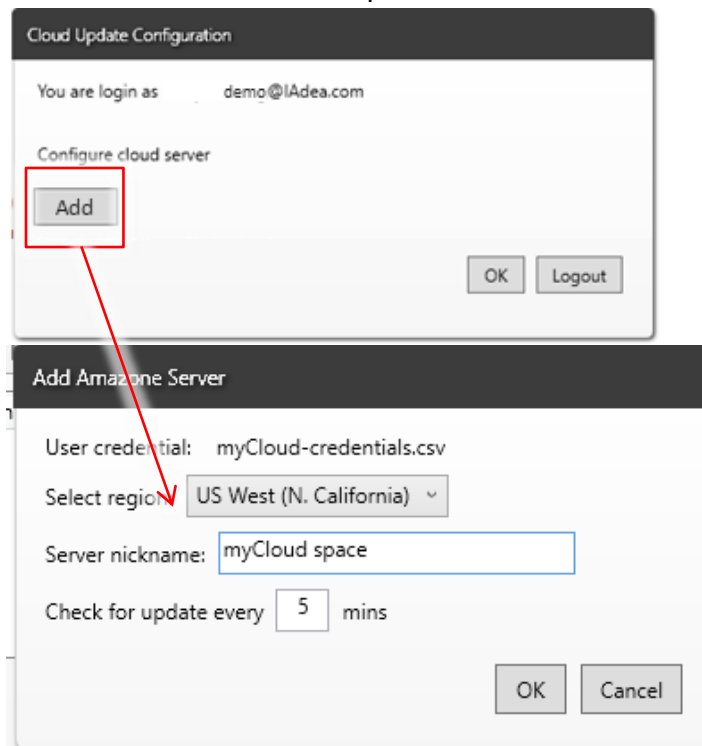 Cloud Update Configuration
You are login as demo@IAdea.com
Configure cloud server
Add
OK Logout
Add Amazone Server
User credential: myCloud-credentials.csv
Select region: US West (N. California)
Server nickname: myCloud space
Check for update every 5 mins
OK Cancel